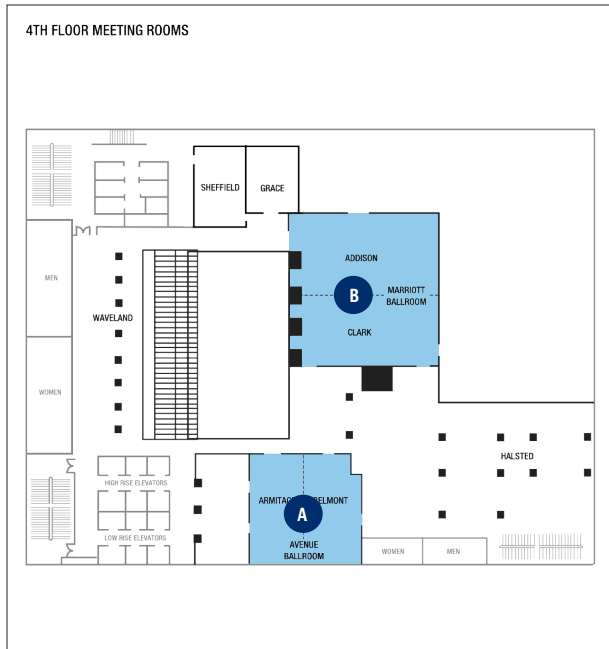 4TH FLOOR MEETING ROOMS
SHEFFIELD
GRACE
MEN
ADDISON
B
MARRIOTT
BALLROOM
WAVELAND
CLARK
WOMEN
HALSTED
HIGH RISE ELEVATORS
BELMONT
A
LOW RISE ELEVATORS
AVENUE
BALLROOM
WOMEN
MEN